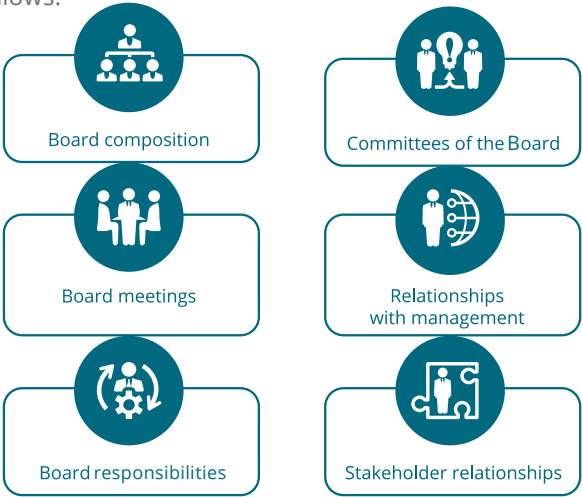 Board composition
Committees of the Board
Board meetings
Relationships
with management
Board responsibilities
Stakeholder relationships